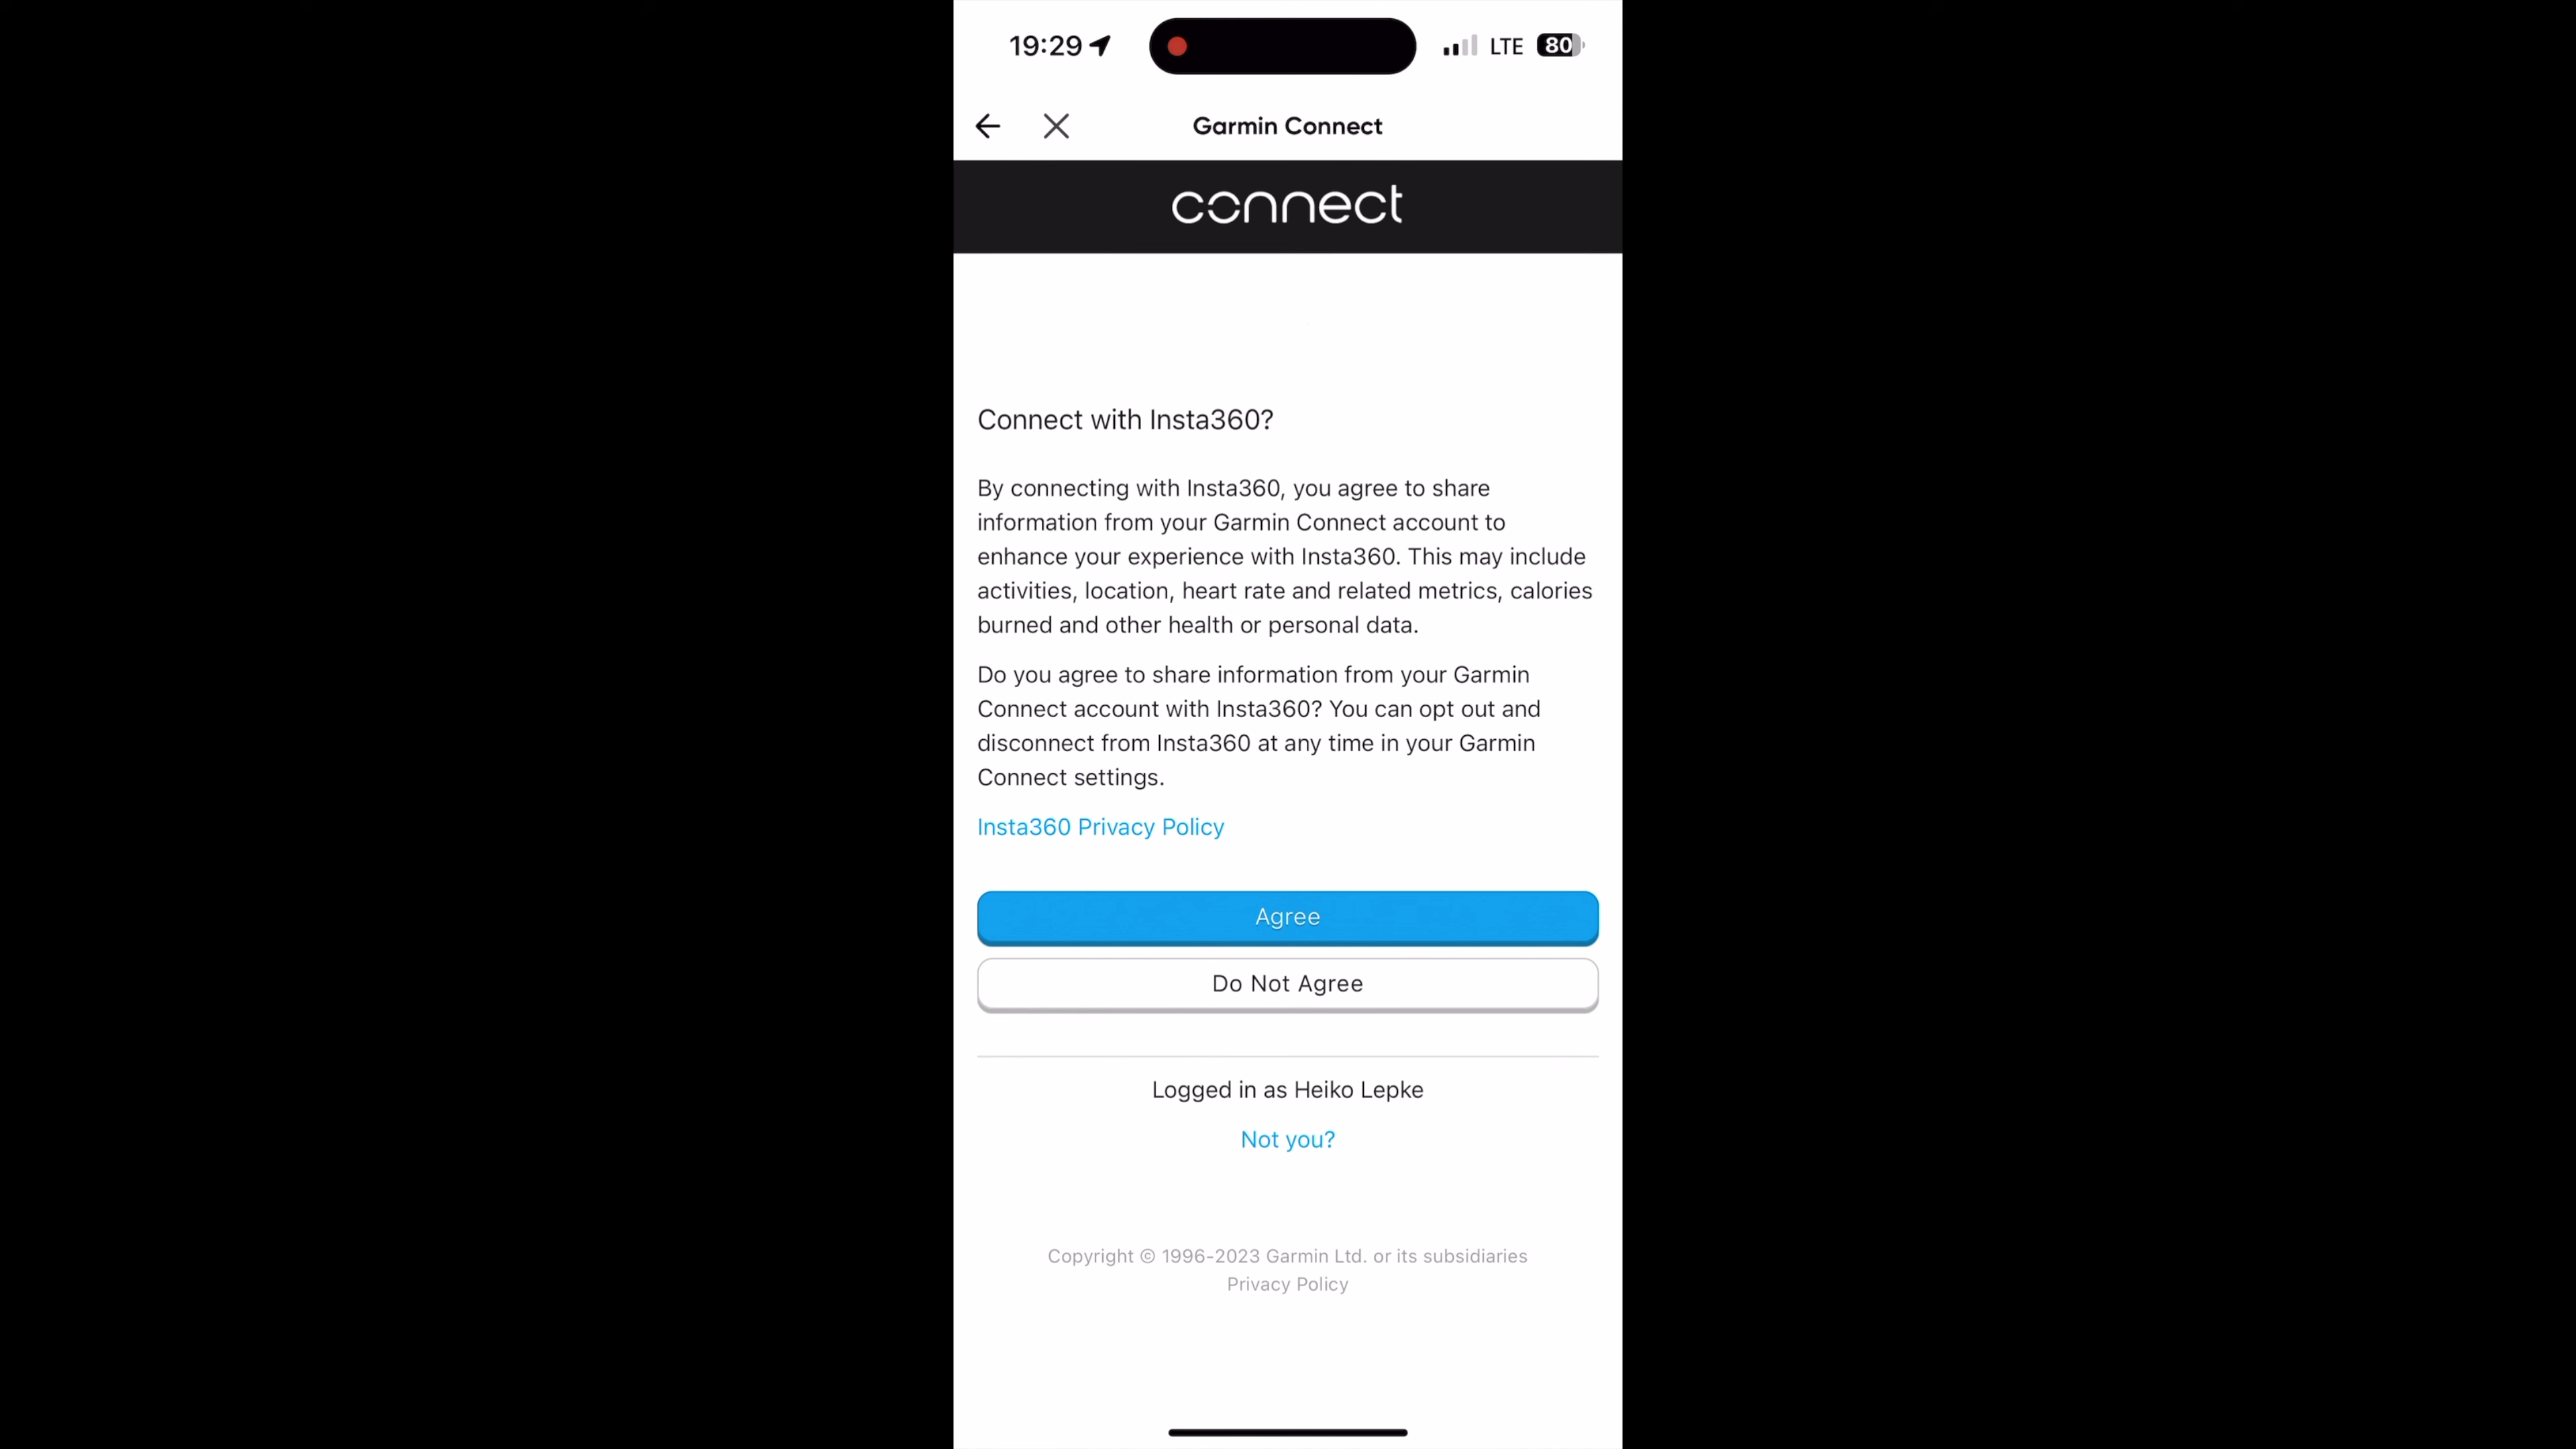 19:29
LTE
80
Garmin Connect
connect
Connect with Insta360?
By connecting with Insta360, you agree to share
information from your Garmin Connect account to
enhance your experience with Insta360. This may include
activities, location, heart rate and related metrics, calories
burned and other health or personal data.
Do you agree to share information from your Garmin
Connect account with Insta360? You can opt out and
disconnect from Insta360 at any time in your Garmin
Connect settings.
Insta360 Privacy Policy
Agree
Do Not Agree
Logged in as Heiko Lepke
Not you?
Copyright © 1996-2023 Garmin Ltd. or its subsidiaries
Privacy Policy